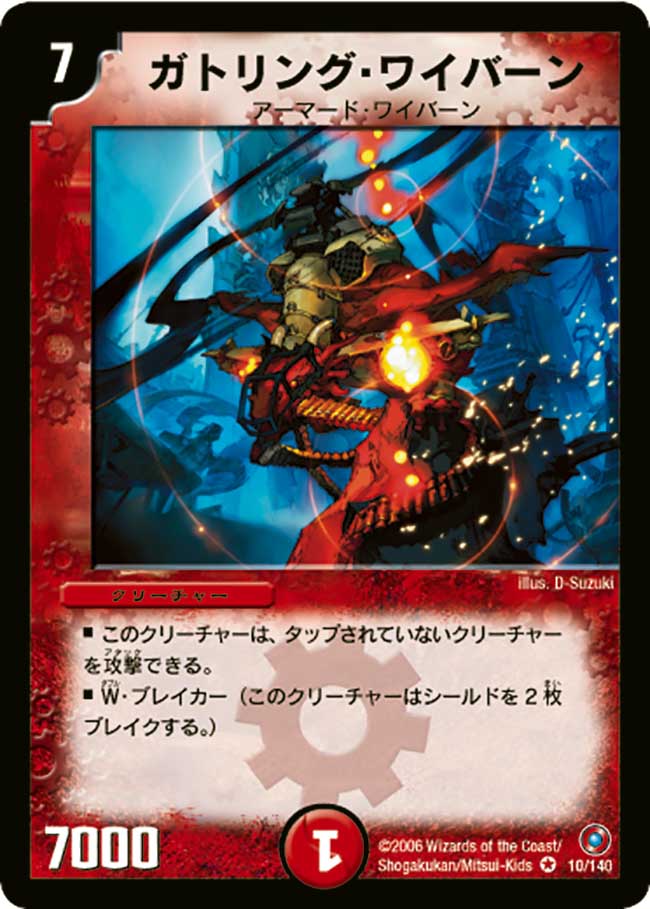 7
ガトリング・ワイバーン
アーマード・ワイバーン
illus. D-Suzuki
クリーチャー
■ このクリーチャーは、タップされていないクリーチャー
を攻撃できる。
■ W・ブレイカー（このクリーチャーはシールドを2枚
ブレイクする。）
7000
1
©2006 Wizards of the Coast/
Shogakukan/Mitsui-Kids ✪ 10/140